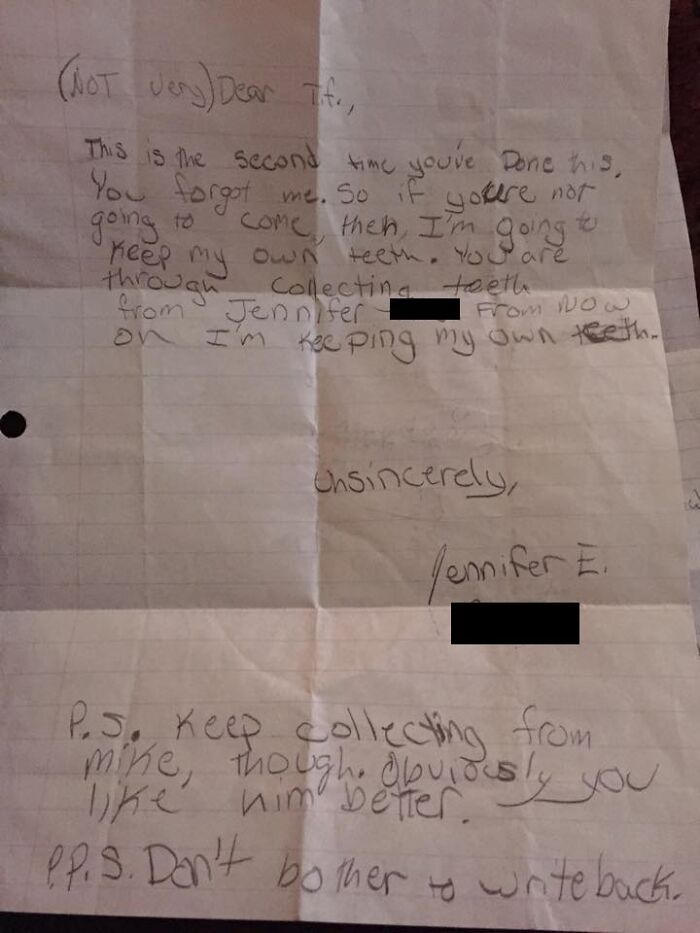 (NOT very) Dear T.f.,
This is the second time you've Done this.
You forgot me. So if you're not
going to come, then, I'm going to
Keep my own teeth. You are
through collecting teeth
from Jennifer From NOW
on I'm Keeping my own teeth.
Unsincerely,
Jennifer E.
P.S. Keep collecting from
mike, though. Obviously you
like him better.
P.P.S. Don't bother to write back.